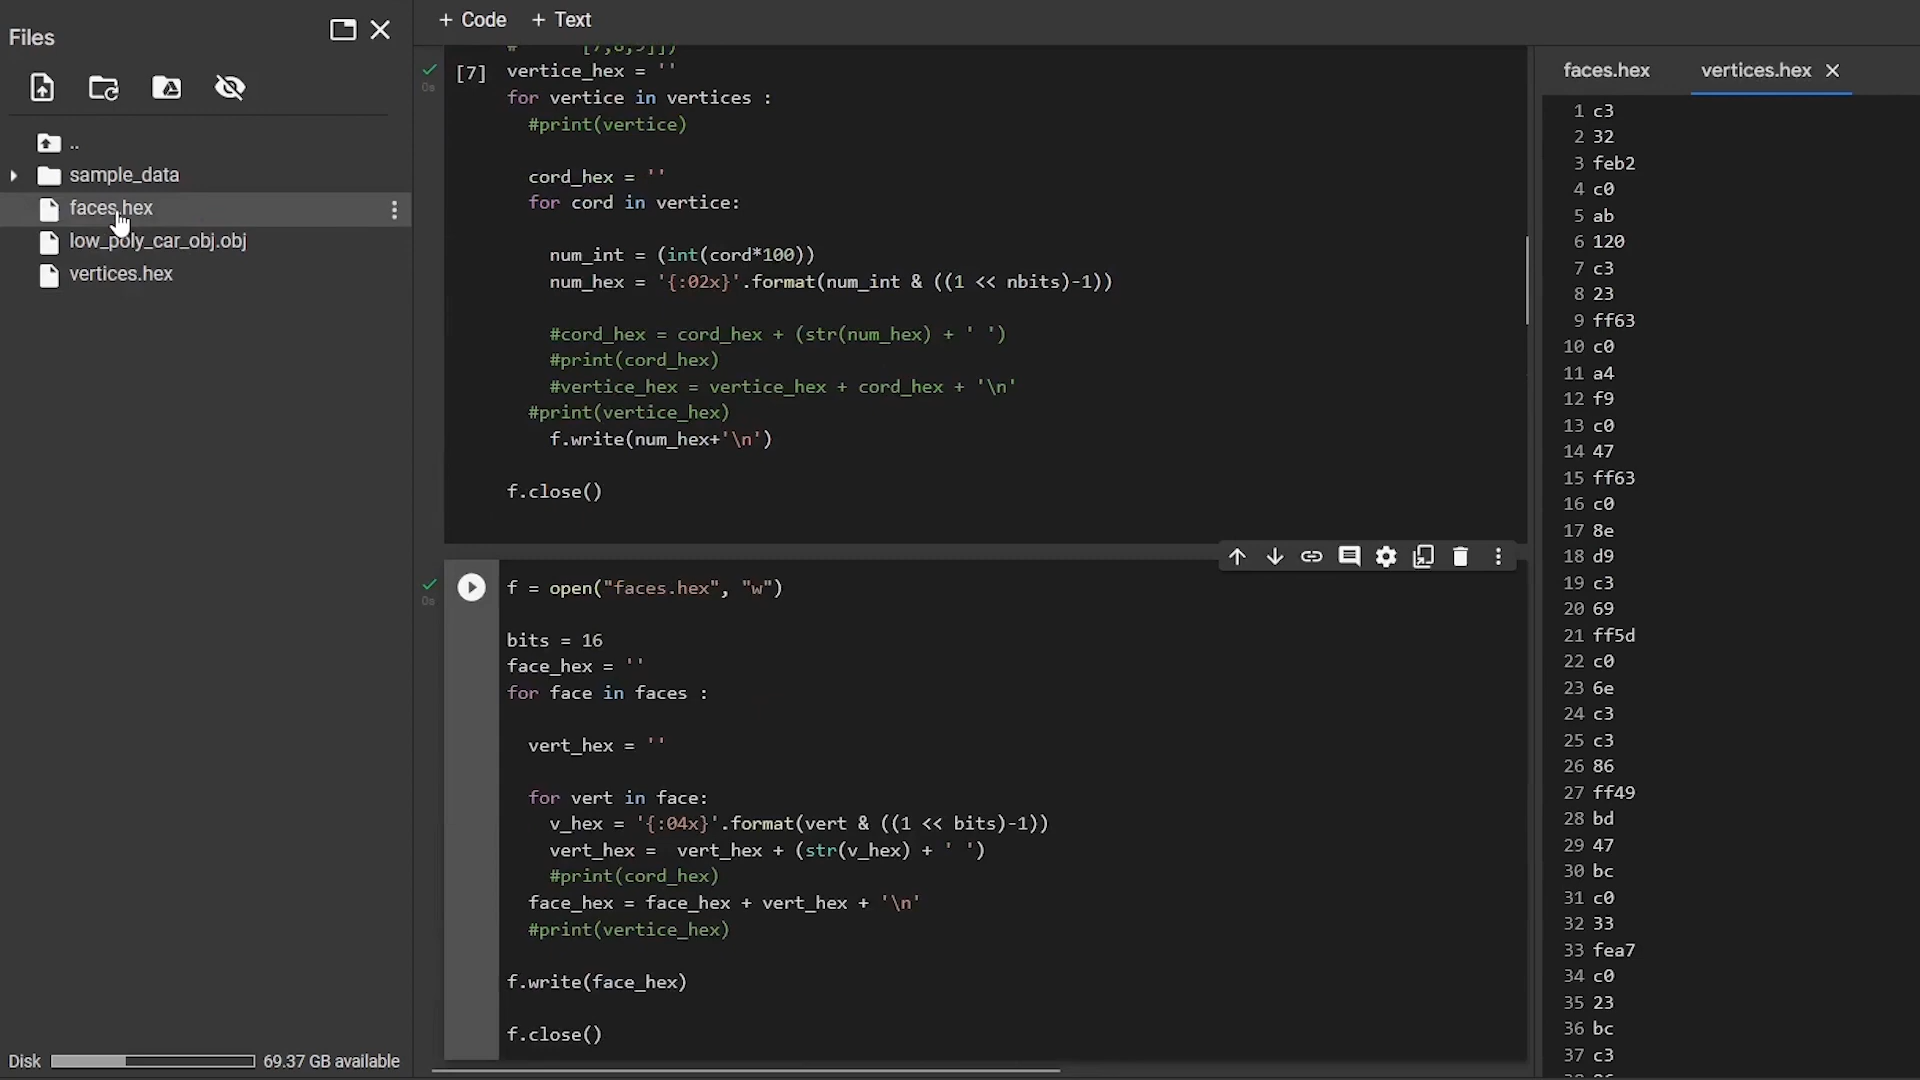 Files
..
sample_data
faces.hex
low_poly_car_obj.obj
vertices.hex
Disk
69.37 GB available
+ Code + Text
# [7,8,9]])
[7] vertice_hex = ''
0s
for vertice in vertices :
#print(vertice)
cord_hex = ''
for cord in vertice:
num_int = (int(cord*100))
num_hex = '{:02x}'.format(num_int & ((1 << nbits)-1))
#cord_hex = cord_hex + (str(num_hex) + ' ')
#print(cord_hex)
#vertice_hex = vertice_hex + cord_hex + '\n'
#print(vertice_hex)
f.write(num_hex+'\n')
f.close()
f = open("faces.hex", "w")
0s
bits = 16
face_hex = ''
for face in faces :
vert_hex = ''
for vert in face:
v_hex = '{:04x}'.format(vert & ((1 << bits)-1))
vert_hex =  vert_hex + (str(v_hex) + ' ')
#print(cord_hex)
face_hex = face_hex + vert_hex + '\n'
#print(vertice_hex)
f.write(face_hex)
f.close()
faces.hex vertices.hex
1 c3
2 32
3 feb2
4 c0
5 ab
6 120
7 c3
8 23
9 ff63
10 c0
11 a4
12 f9
13 c0
14 47
15 ff63
16 c0
17 8e
18 d9
19 c3
20 69
21 ff5d
22 c0
23 6e
24 c3
25 c3
26 86
27 ff49
28 bd
29 47
30 bc
31 c0
32 33
33 fea7
34 c0
35 23
36 bc
37 c3